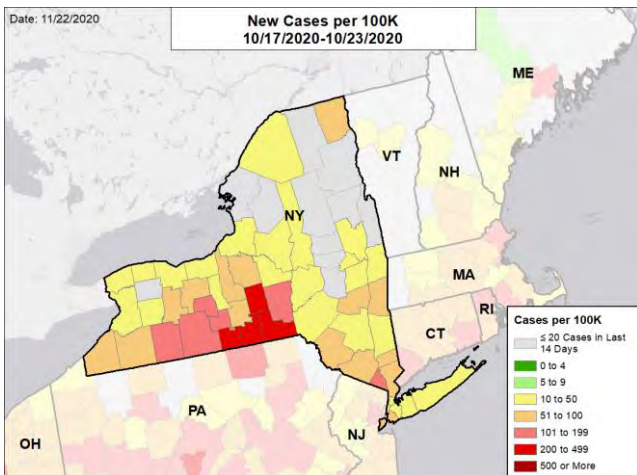 Date: 11/22/2020
New Cases per 100K
10/17/2020-10/23/2020
ME
VT
NH
NY
MA
CT
RI
PA
NJ
OH
Cases per 100K
≤ 20 Cases in Last
14 Days
0 to 4
5 to 9
10 to 50
51 to 100
101 to 199
200 to 499
500 or More